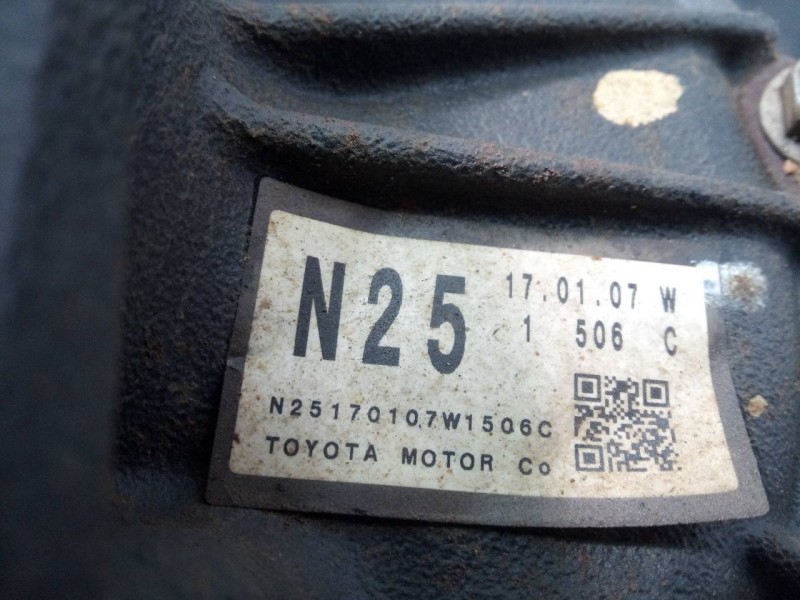 N25 17.01.07 W
1 506 C
N25170107W1506C
TOYOTA MOTOR Co